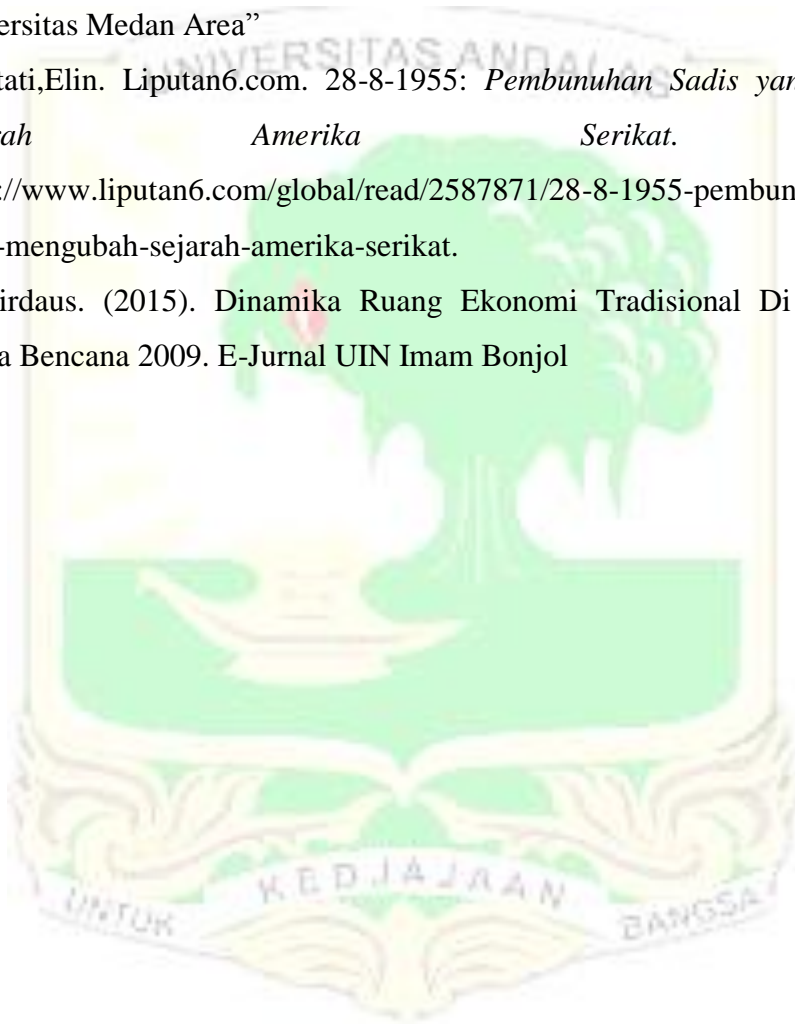 ersitas Medan Area”
tati,Elin. Liputan6.com. 28-8-1955: Pembunuhan Sadis yan
rah Amerika Serikat.
://www.liputan6.com/global/read/2587871/28-8-1955-pembun
-mengubah-sejarah-amerika-serikat.
irdaus. (2015). Dinamika Ruang Ekonomi Tradisional Di
a Bencana 2009. E-Jurnal UIN Imam Bonjol
UNIVERSITAS ANDALAS
UNTUK KEDJAJAAN BANGSA